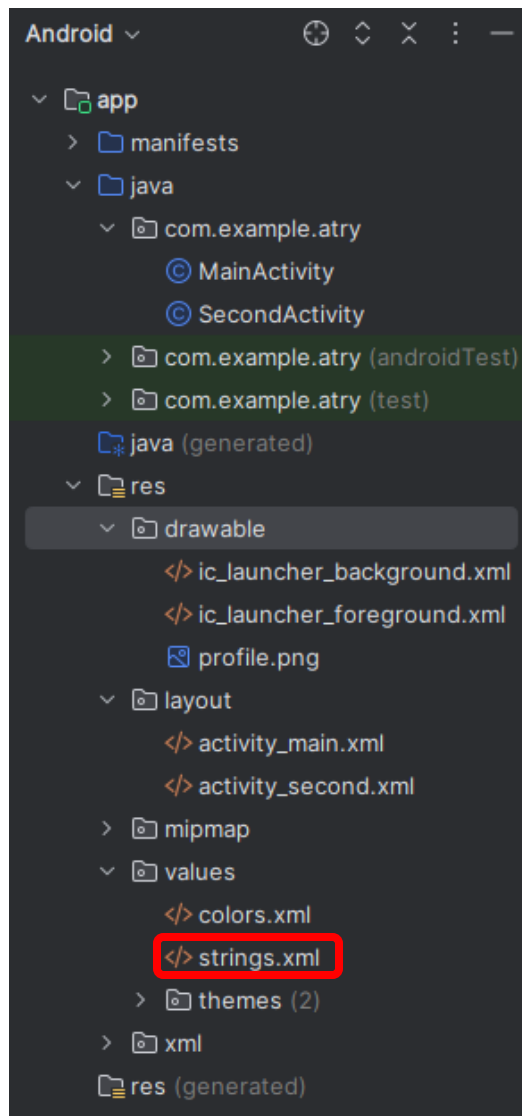 Android
app
manifests
java
com.example.atry
MainActivity
SecondActivity
com.example.atry (androidTest)
com.example.atry (test)
java (generated)
res
drawable
ic_launcher_background.xml
ic_launcher_foreground.xml
profile.png
layout
activity_main.xml
activity_second.xml
mipmap
values
colors.xml
strings.xml
themes (2)
xml
res (generated)